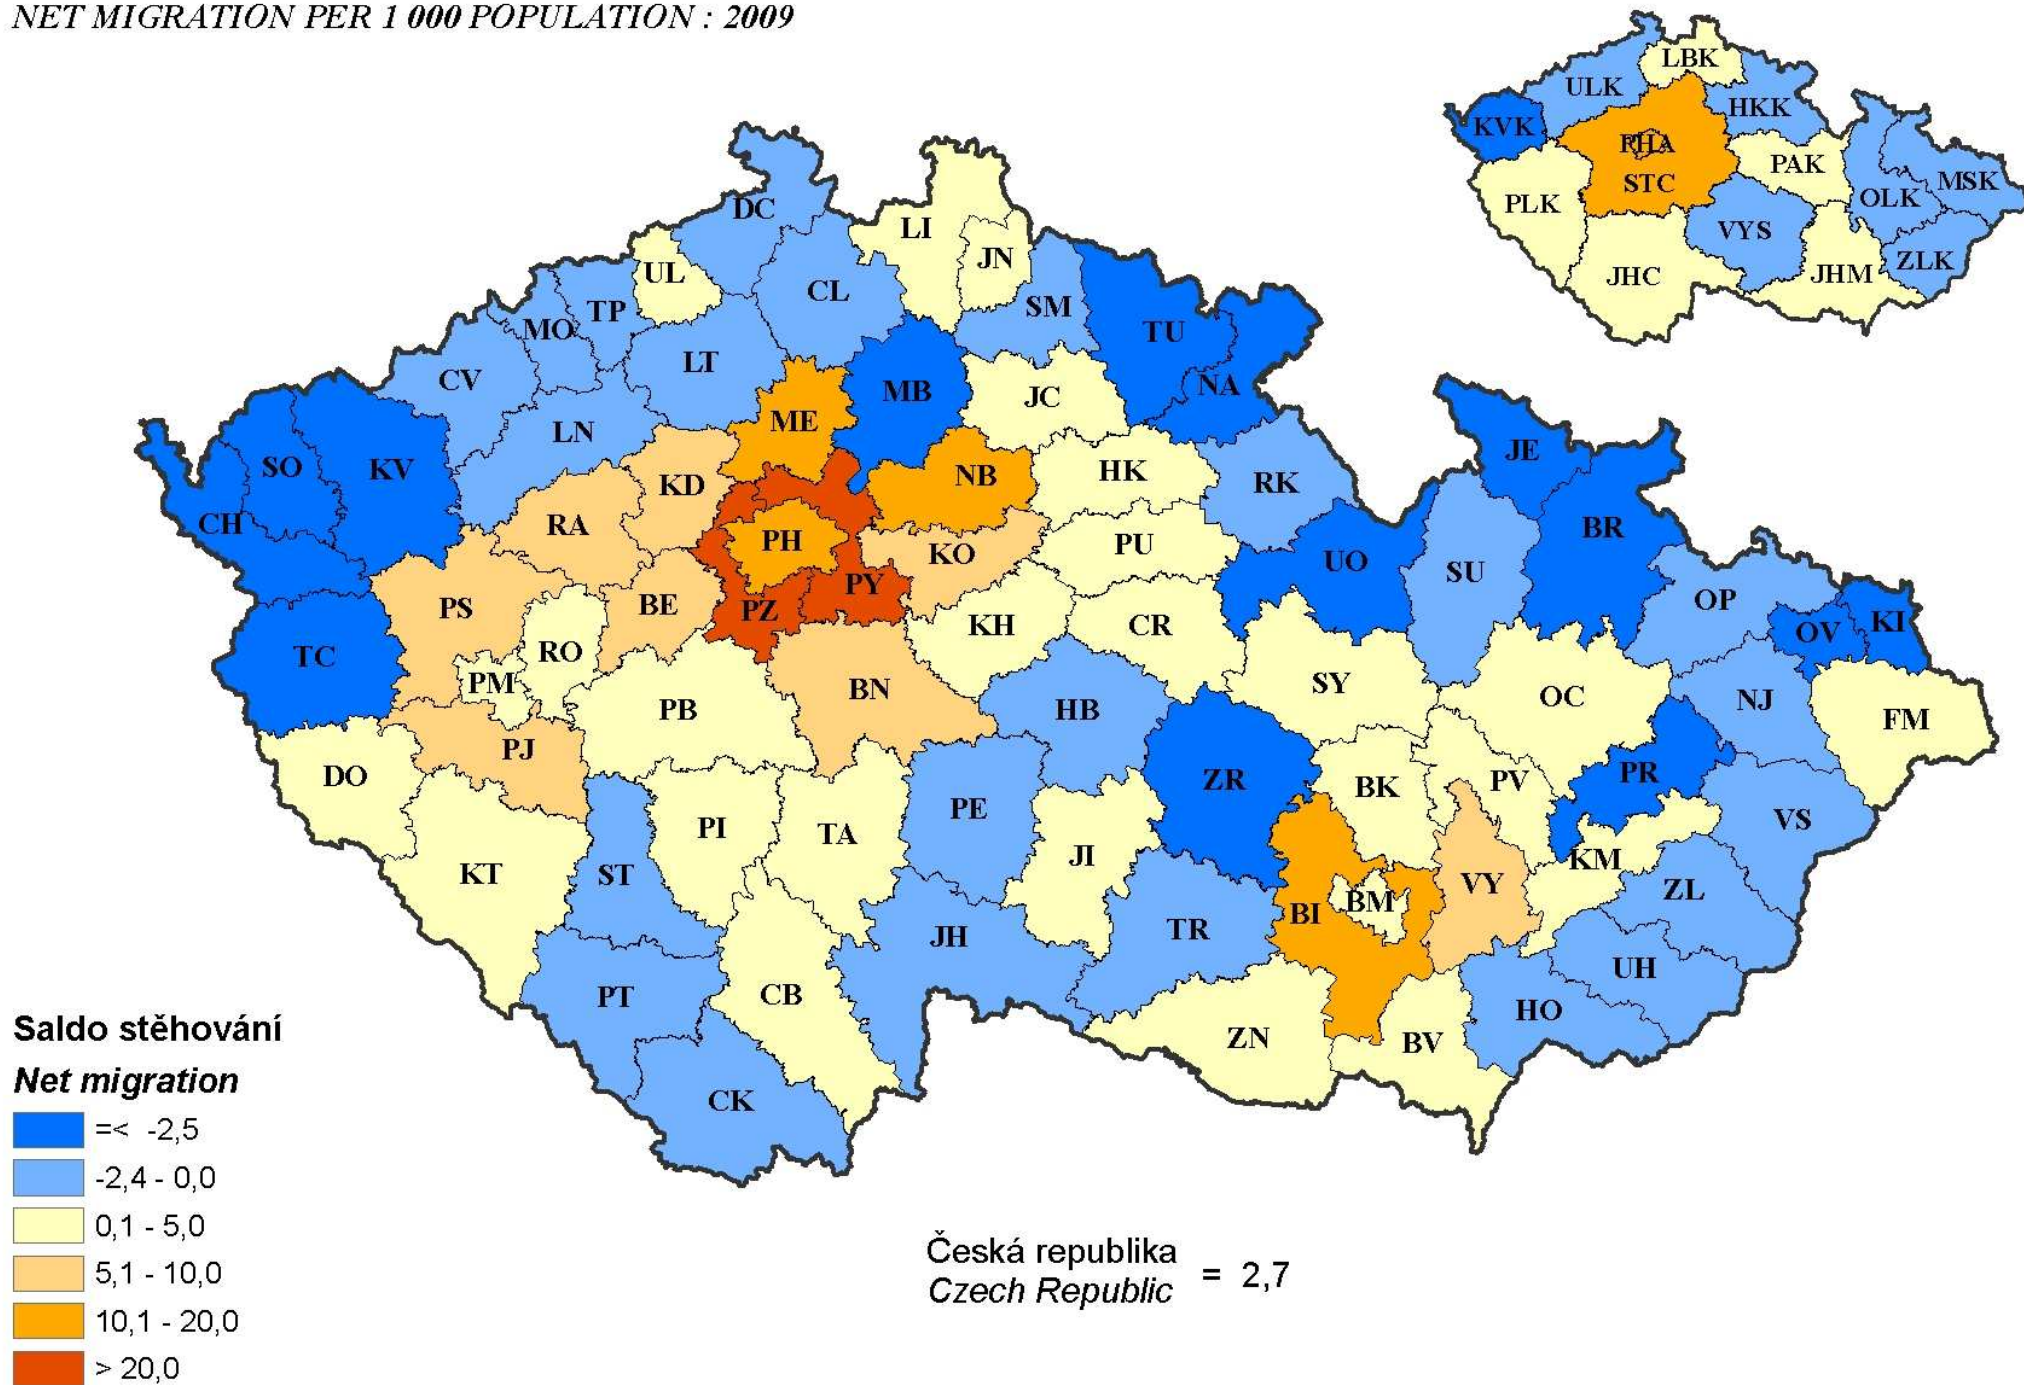 NET MIGRATION PER 1 000 POPULATION : 2009
LBK
ULK
HKK
KVK
PHA
PAK
STC
MSK
OLK
PLK
VYS
ZLK
JHC
JHM
DC
LI
JN
UL
CL
SM
TP
MO
TU
LT
CV
MB
NA
JC
ME
LN
SO
KV
KD
NB
HK
RK
JE
CH
RA
PH
KO
PU
UO
SU
BR
PS
BE
PZ
PY
KH
CR
OP
OV
KI
TC
RO
PM
BN
SY
OC
PB
HB
NJ
FM
PJ
DO
ZR
BK
PV
PR
PI
TA
PE
VS
KT
ST
JI
KM
VY
ZL
BM
BI
JH
TR
UH
PT
CB
HO
ZN
BV
CK
Saldo stěhování
Net migration
=< -2,5
-2,4 - 0,0
0,1 - 5,0
5,1 - 10,0
10,1 - 20,0
> 20,0
Česká republika
Czech Republic
= 2,7